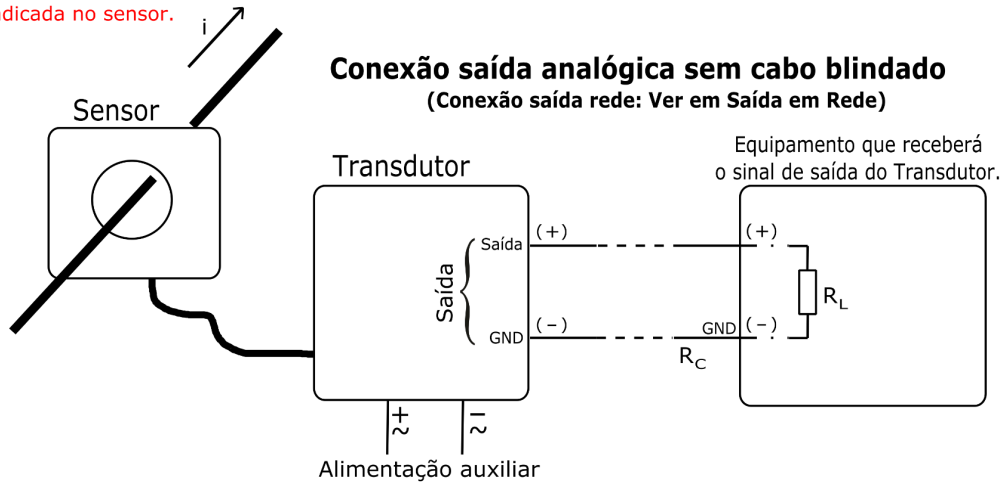 dicada no sensor.
i
Conexão saída analógica sem cabo blindado
(Conexão saída rede: Ver em Saída em Rede)
Sensor
Transdutor
Equipamento que receberá
o sinal de saída do Transdutor.
Saída
(+)
(+)
Saída
RL
GND
(-)
GND
(-)
RC
+
~
-
~
Alimentação auxiliar